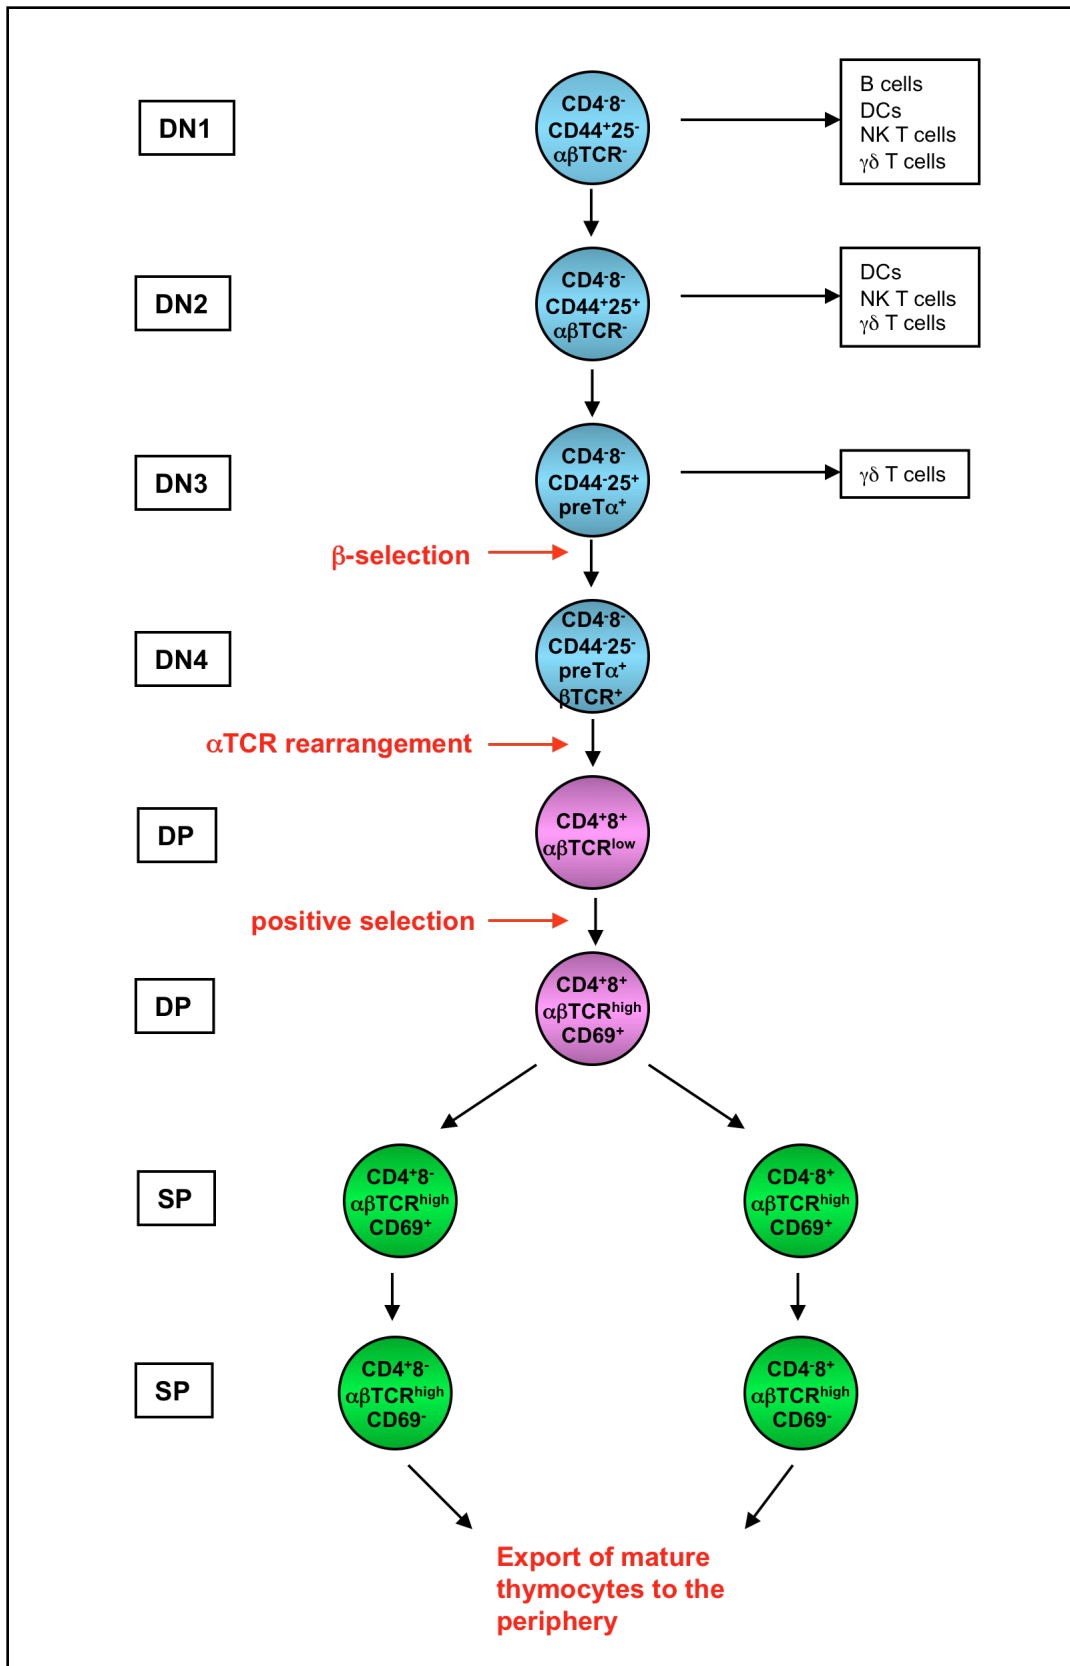 DN1
CD4⁻8⁻
CD44⁺25⁻
αβTCR⁻
B cells
DCs
NK T cells
γδ T cells
DN2
CD4⁻8⁻
CD44⁺25⁺
αβTCR⁻
DCs
NK T cells
γδ T cells
DN3
CD4⁻8⁻
CD44⁻25⁺
preTα⁺
γδ T cells
β-selection
DN4
CD4⁻8⁻
CD44⁻25⁻
preTα⁺
βTCR⁺
αTCR rearrangement
DP
CD4⁺8⁺
αβTCRˡᵒʷ
positive selection
DP
CD4⁺8⁺
αβTCRʰⁱᵍʰ
CD69⁺
SP
CD4⁺8⁻
αβTCRʰⁱᵍʰ
CD69⁺
CD4⁻8⁺
αβTCRʰⁱᵍʰ
CD69⁺
SP
CD4⁺8⁻
αβTCRʰⁱᵍʰ
CD69⁻
CD4⁻8⁺
αβTCRʰⁱᵍʰ
CD69⁻
Export of mature
thymocytes to the
periphery